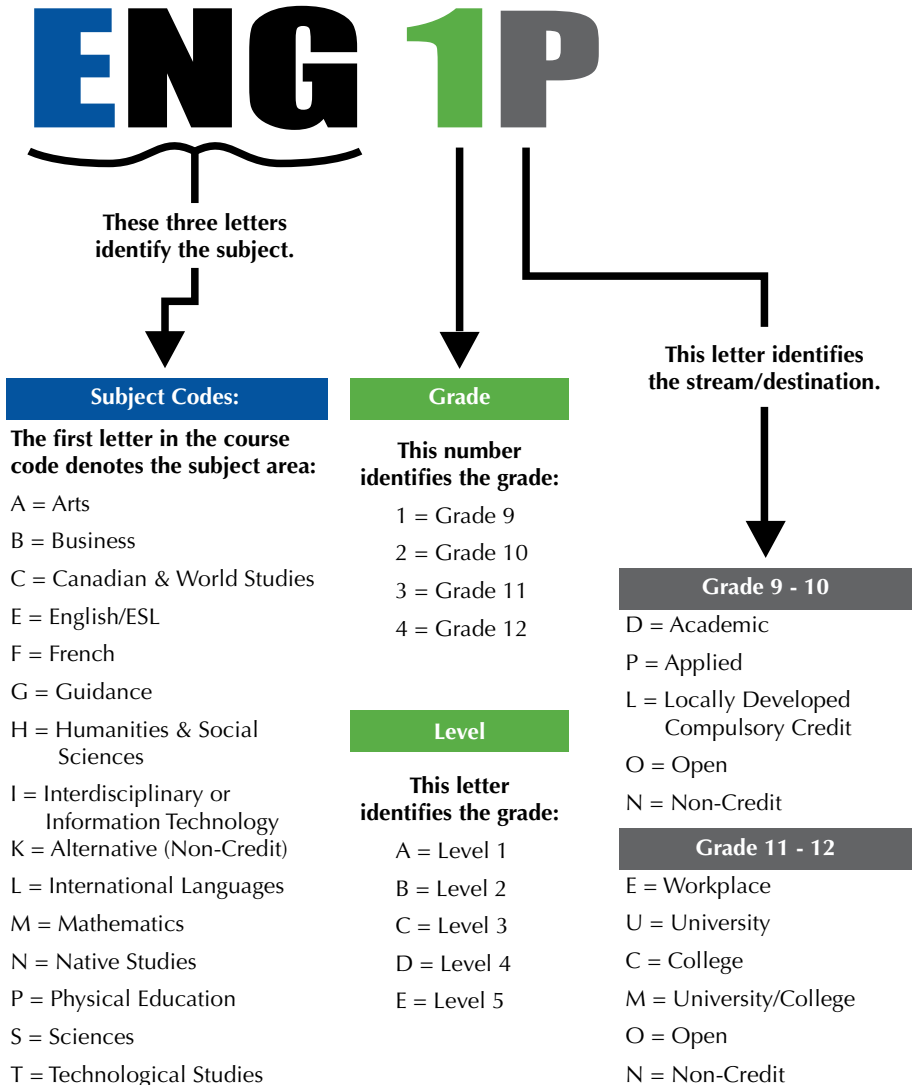 ENG 1P
These three letters
identify the subject.
Subject Codes:
The first letter in the course
code denotes the subject area:
A = Arts
B = Business
C = Canadian & World Studies
E = English/ESL
F = French
G = Guidance
H = Humanities & Social
Sciences
I = Interdisciplinary or
Information Technology
K = Alternative (Non-Credit)
L = International Languages
M = Mathematics
N = Native Studies
P = Physical Education
S = Sciences
T = Technological Studies
Grade
This number
identifies the grade:
1 = Grade 9
2 = Grade 10
3 = Grade 11
4 = Grade 12
Level
This letter
identifies the grade:
A = Level 1
B = Level 2
C = Level 3
D = Level 4
E = Level 5
This letter identifies
the stream/destination.
Grade 9 - 10
D = Academic
P = Applied
L = Locally Developed
Compulsory Credit
O = Open
N = Non-Credit
Grade 11 - 12
E = Workplace
U = University
C = College
M = University/College
O = Open
N = Non-Credit